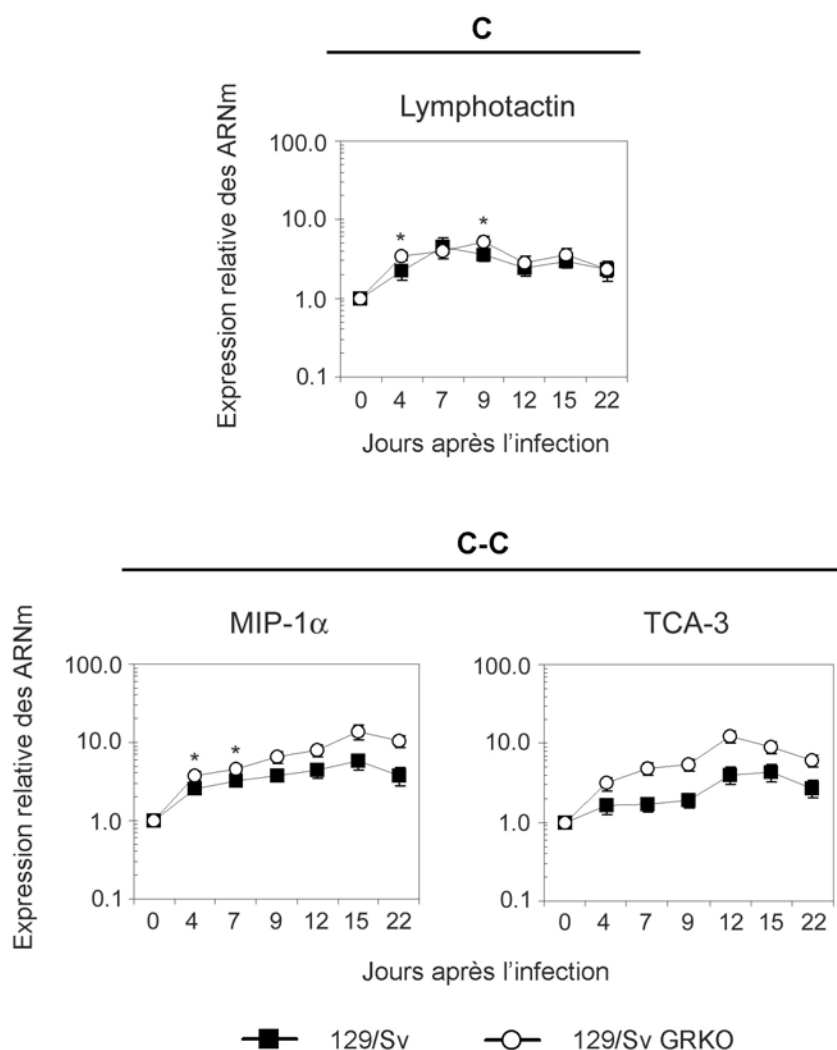 C
Lymphotactin
Expression relative des ARNm
100.0
10.0
1.0
0.1
* *
0 4 7 9 12 15 22
Jours après l'infection
C-C
MIP-1α
TCA-3
Expression relative des ARNm
100.0
10.0
1.0
0.1
* *
0 4 7 9 12 15 22
100.0
10.0
1.0
0.1
0 4 7 9 12 15 22
Jours après l'infection
129/Sv 129/Sv GRKO